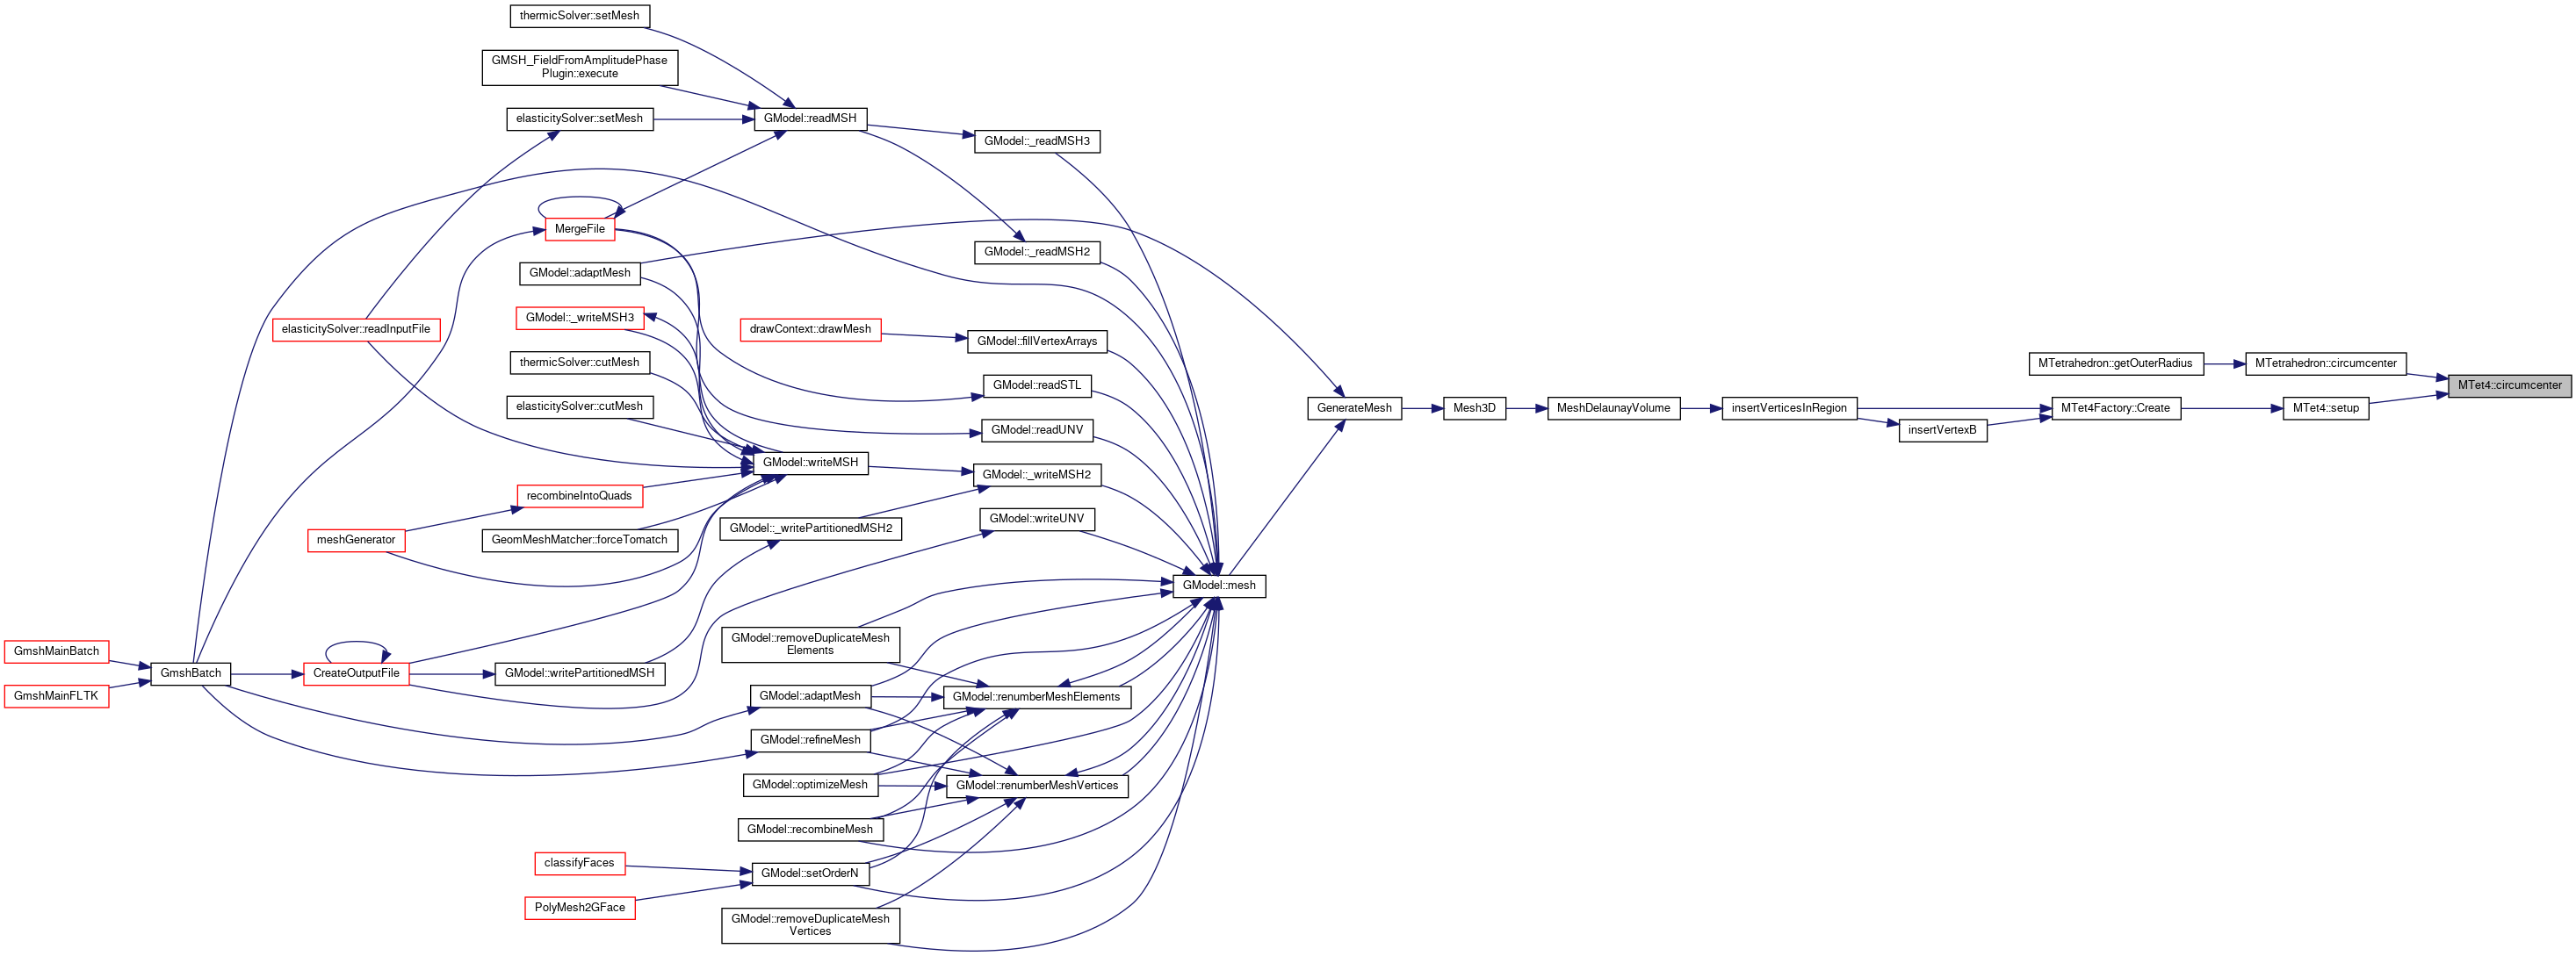 thermicSolver::setMesh
GMSH_FieldFromAmplitudePhase
Plugin::execute
elasticitySolver::setMesh
GModel::readMSH
GModel::_readMSH3
MergeFile
GModel::adaptMesh
GModel::_readMSH2
GModel::_writeMSH3
elasticitySolver::readInputFile
drawContext::drawMesh
GModel::fillVertexArrays
thermicSolver::cutMesh
GModel::readSTL
elasticitySolver::cutMesh
GModel::readUNV
GModel::writeMSH
GModel::_writeMSH2
recombineIntoQuads
GModel::_writePartitionedMSH2
GModel::writeUNV
meshGenerator
GeomMeshMatcher::forceTomatch
MTetrahedron::getOuterRadius
MTetrahedron::circumcenter
MTet4::circumcenter
GenerateMesh
Mesh3D
MeshDelaunayVolume
insertVerticesInRegion
MTet4Factory::Create
MTet4::setup
insertVertexB
GModel::mesh
GModel::removeDuplicateMesh
Elements
GmshMainBatch
GmshMainFLTK
GmshBatch
CreateOutputFile
GModel::writePartitionedMSH
GModel::adaptMesh
GModel::renumberMeshElements
GModel::refineMesh
GModel::optimizeMesh
GModel::renumberMeshVertices
GModel::recombineMesh
classifyFaces
GModel::setOrderN
PolyMesh2GFace
GModel::removeDuplicateMesh
Vertices